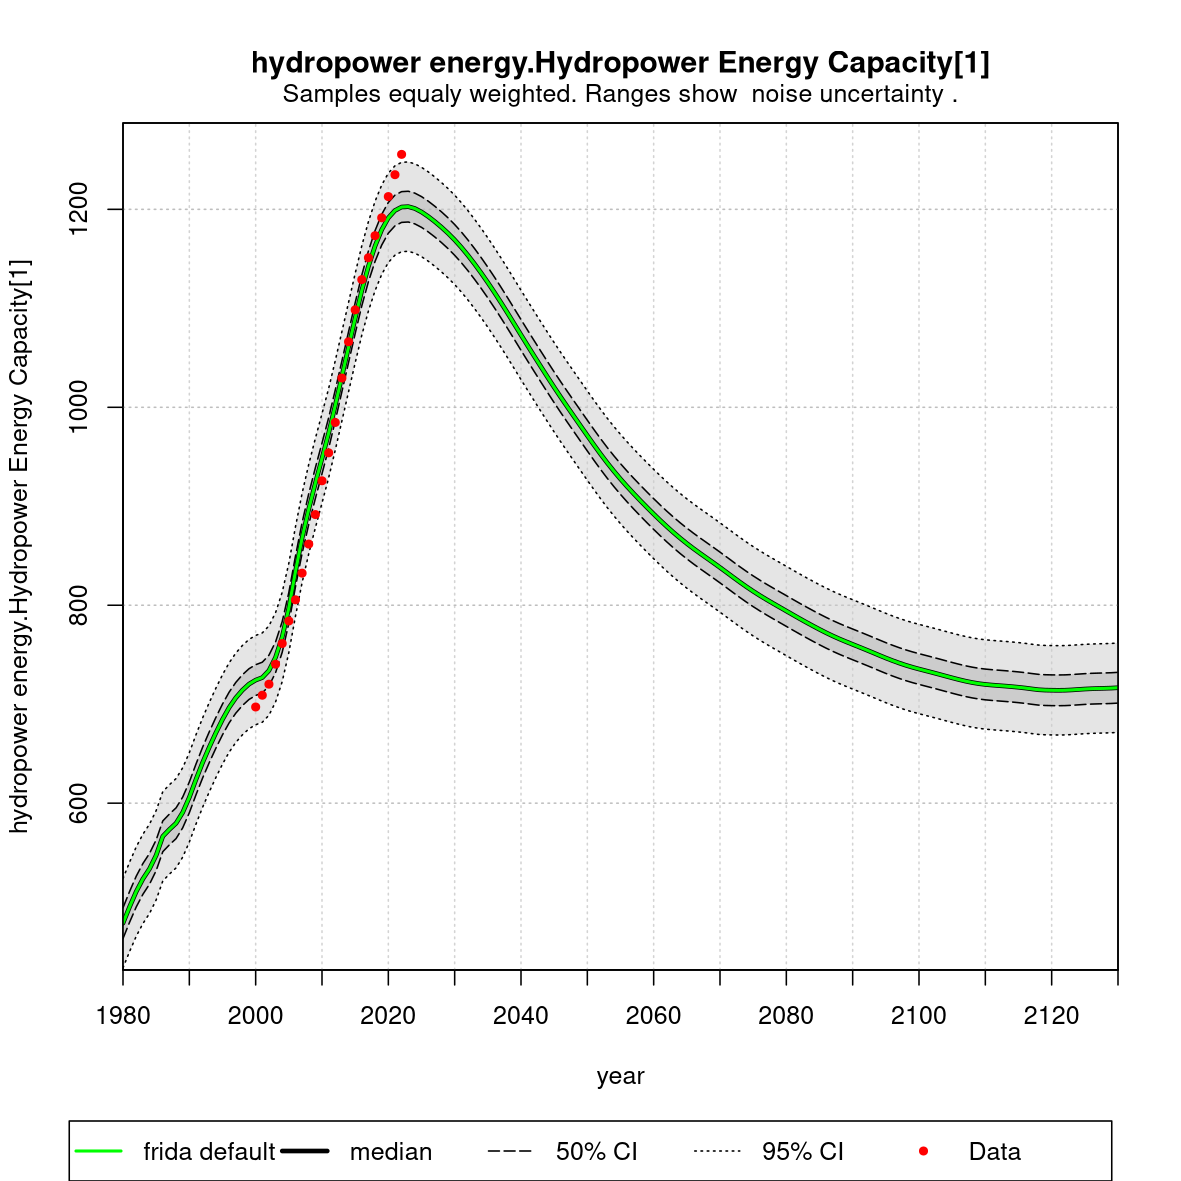 hydropower energy.Hydropower Energy Capacity[1]
Samples equaly weighted. Ranges show  noise uncertainty .
hydropower energy.Hydropower Energy Capacity[1]
1200
1000
800
600
1980 2000 2020 2040 2060 2080 2100 2120
year
frida default median 50% CI 95% CI Data